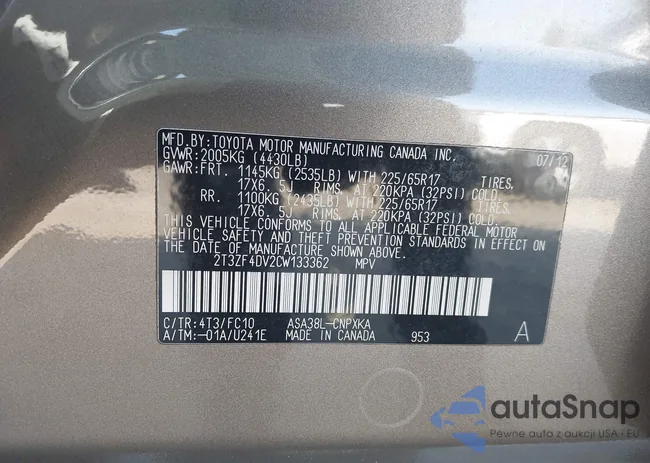 MFD.BY:TOYOTA MOTOR MANUFACTURING CANADA INC. 07/12
GVWR:2005KG (4430LB)
GAWR:FRT. 1145KG (2535LB) WITH 225/65R17 TIRES,
17X6.5J RIMS, AT 220KPA (32PSI) COLD
RR. 1100KG (2435LB) WITH 225/65R17 TIRES,
17X6.5J RIMS, AT 220KPA (32PSI) COLD
THIS VEHICLE CONFORMS TO ALL APPLICABLE FEDERAL MOTOR
VEHICLE SAFETY AND THEFT PREVENTION STANDARDS IN EFFECT
ON THE DATE OF MANUFACTURE SHOWN ABOVE.
2T3ZF4DV2CW133362 MPV
C/TR:4T3/FC10 ASA38L-CNPXKA
A/TM:-01A/U241E MADE IN CANADA 953 A
autaSnap
Pewne auta z aukcji USA · EU